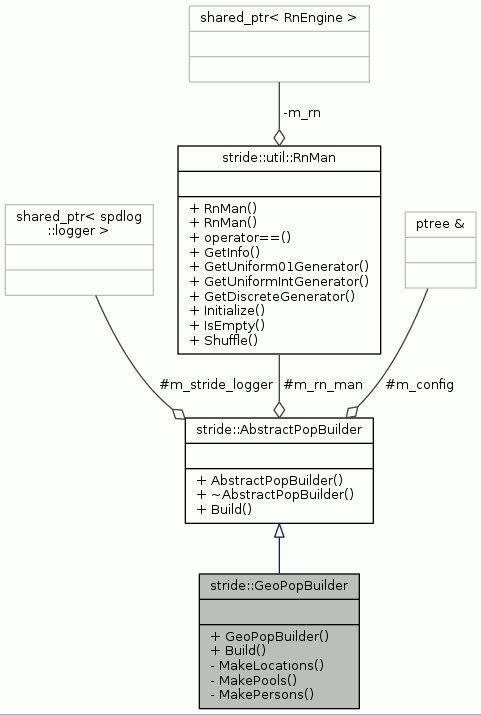 shared_ptr< RnEngine >
-m_rn
stride::util::RnMan
+ RnMan()
+ RnMan()
+ operator==()
+ GetInfo()
+ GetUniform01Generator()
+ GetUniformIntGenerator()
+ GetDiscreteGenerator()
+ Initialize()
+ IsEmpty()
+ Shuffle()
shared_ptr< spdlog
::logger >
ptree &
#m_stride_logger
#m_rn_man
#m_config
stride::AbstractPopBuilder
+ AbstractPopBuilder()
+ ~AbstractPopBuilder()
+ Build()
stride::GeoPopBuilder
+ GeoPopBuilder()
+ Build()
- MakeLocations()
- MakePools()
- MakePersons()